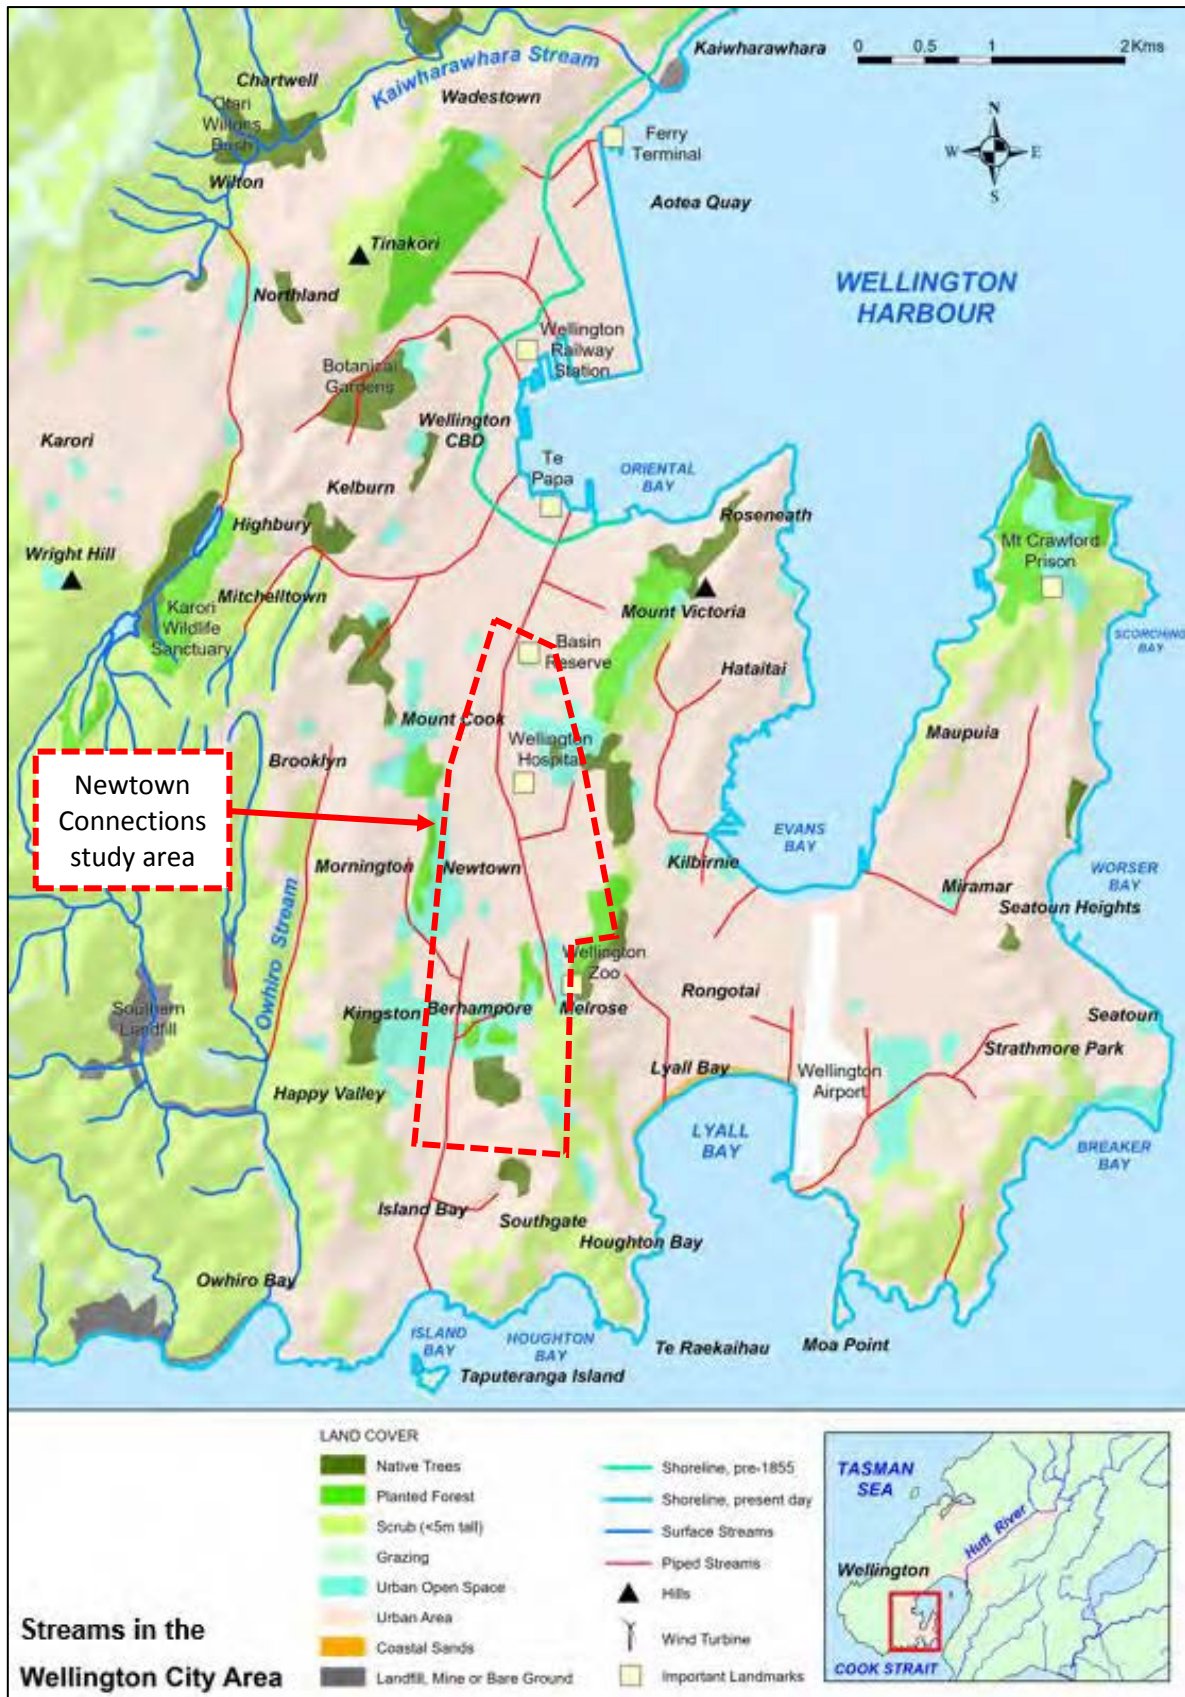 Kaiwharawhara
0 0.5 1 2Kms
Chartwell
Kaiwharawhara Stream
Wadestown
Otari
Wiltons
Bush
Ferry
Terminal
N
W E
S
Wilton
Aotea Quay
Tinakori
Northland
WELLINGTON
HARBOUR
Wellington
Railway
Station
Botanical
Gardens
Wellington
CBD
Karori
Te
Papa
ORIENTAL
BAY
Kelburn
Highbury
Roseneath
Wright Hill
Mt Crawford
Prison
Mitchelltown
Karori
Wildlife
Sanctuary
Mount Victoria
SCORCHING
BAY
Basin
Reserve
Hataitai
Mount Cook
Maupuia
Wellington
Hospital
Brooklyn
Newtown
Connections
study area
EVANS
BAY
Mornington
Newtown
Kilbirnie
WORSER
BAY
Miramar
Seatoun Heights
Owhiro Stream
Wellington
Zoo
Rongotai
Southern
Landfill
Kingston
Berhampore
Melrose
Seatoun
Strathmore Park
Lyall Bay
Wellington
Airport
Happy Valley
LYALL
BAY
BREAKER
BAY
Island Bay
Southgate
Houghton Bay
Owhiro Bay
ISLAND
BAY
HOUGHTON
BAY
Te Raekaihau
Moa Point
Taputeranga Island
LAND COVER
Native Trees
Planted Forest
Scrub (<5m tall)
Grazing
Urban Open Space
Urban Area
Coastal Sands
Landfill, Mine or Bare Ground
Shoreline, pre-1855
Shoreline, present day
Surface Streams
Piped Streams
Hills
Wind Turbine
Important Landmarks
TASMAN
SEA
Hutt River
Wellington
COOK STRAIT
Streams in the
Wellington City Area